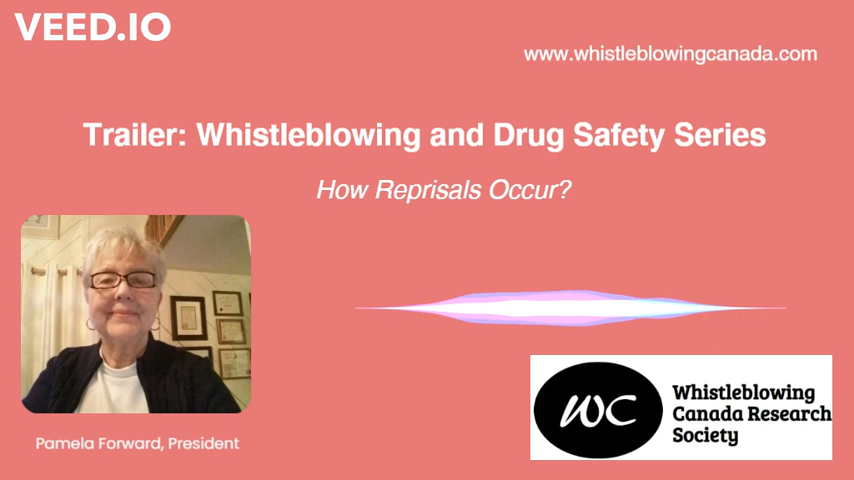 VEED.IO
www.whistleblowingcanada.com
Trailer: Whistleblowing and Drug Safety Series
How Reprisals Occur?
Pamela Forward, President
WC
Whistleblowing
Canada Research
Society